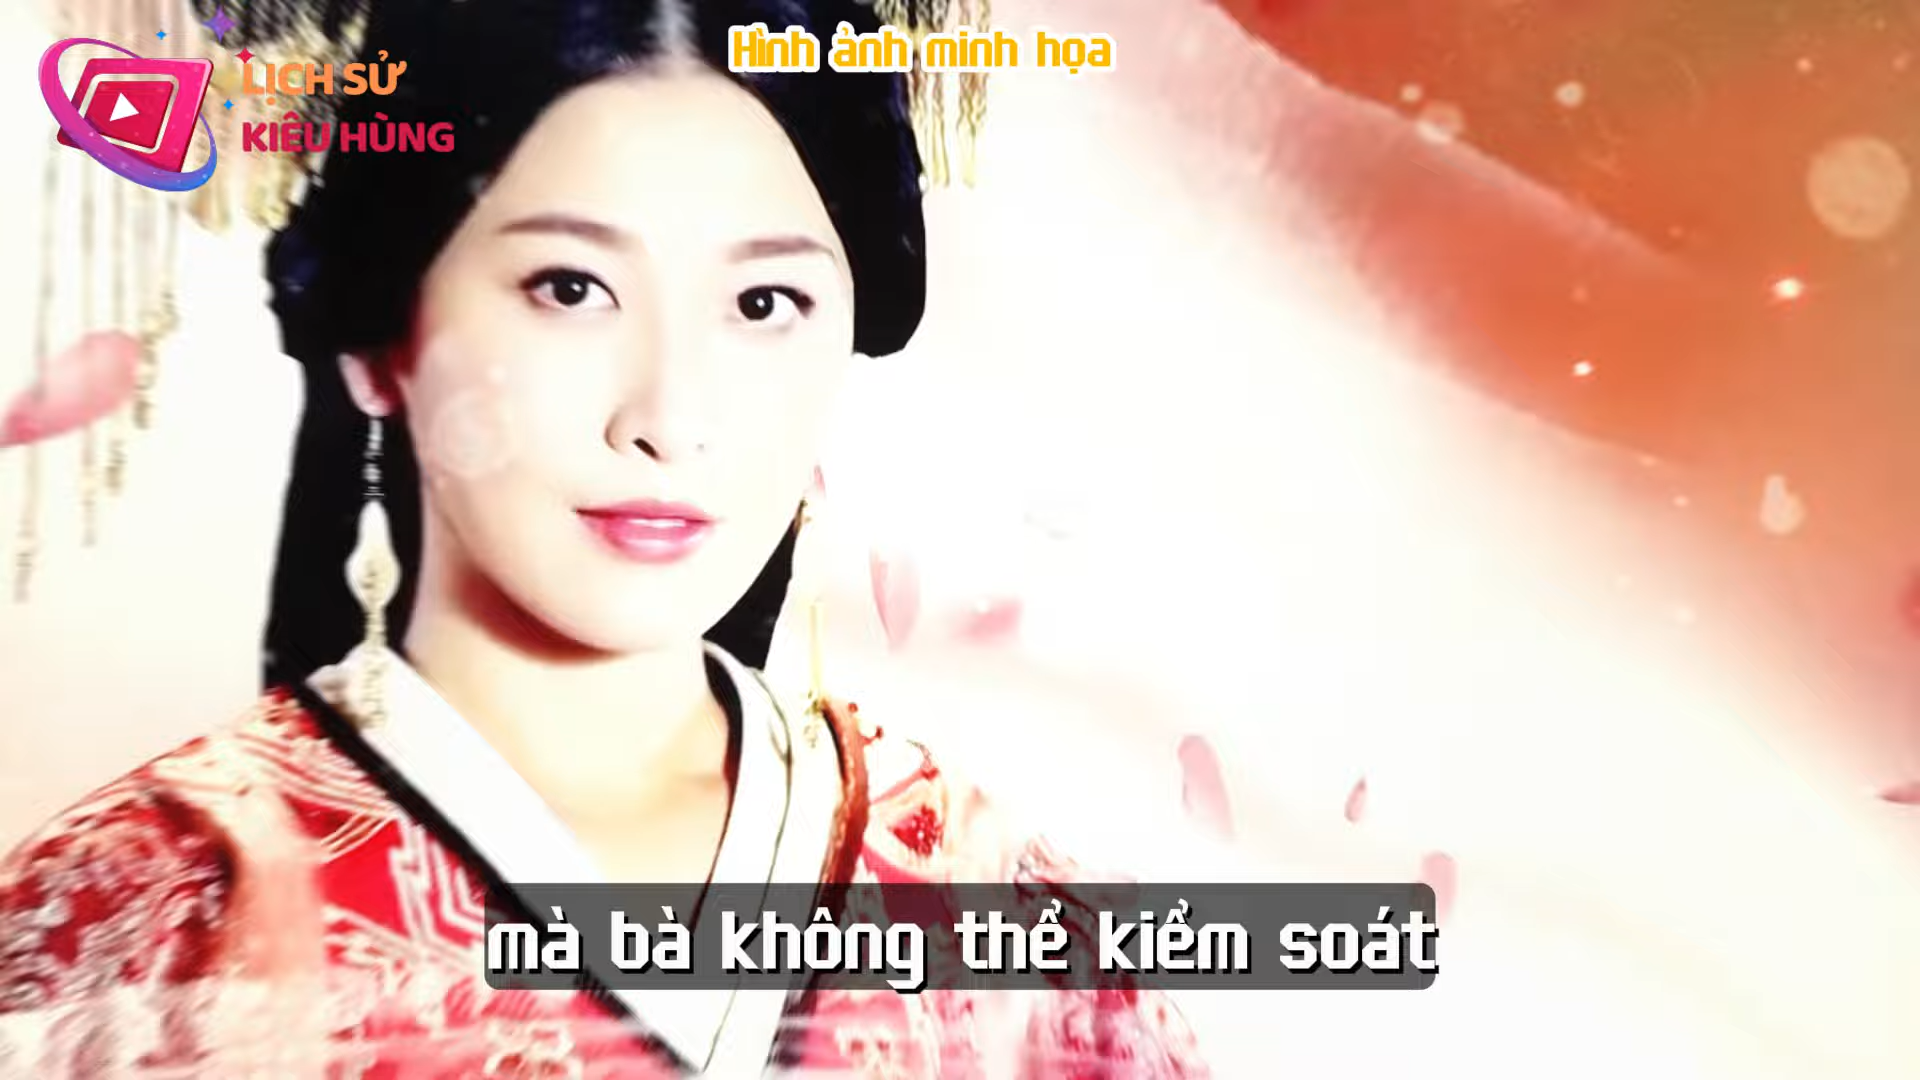 Hình ảnh minh họa
LỊCH SỬ
KIÊU HÙNG
mà bà không thể kiểm soát